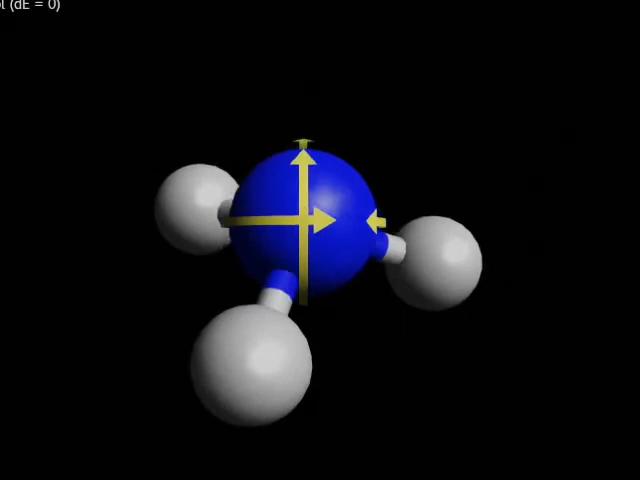 (dE = 0)